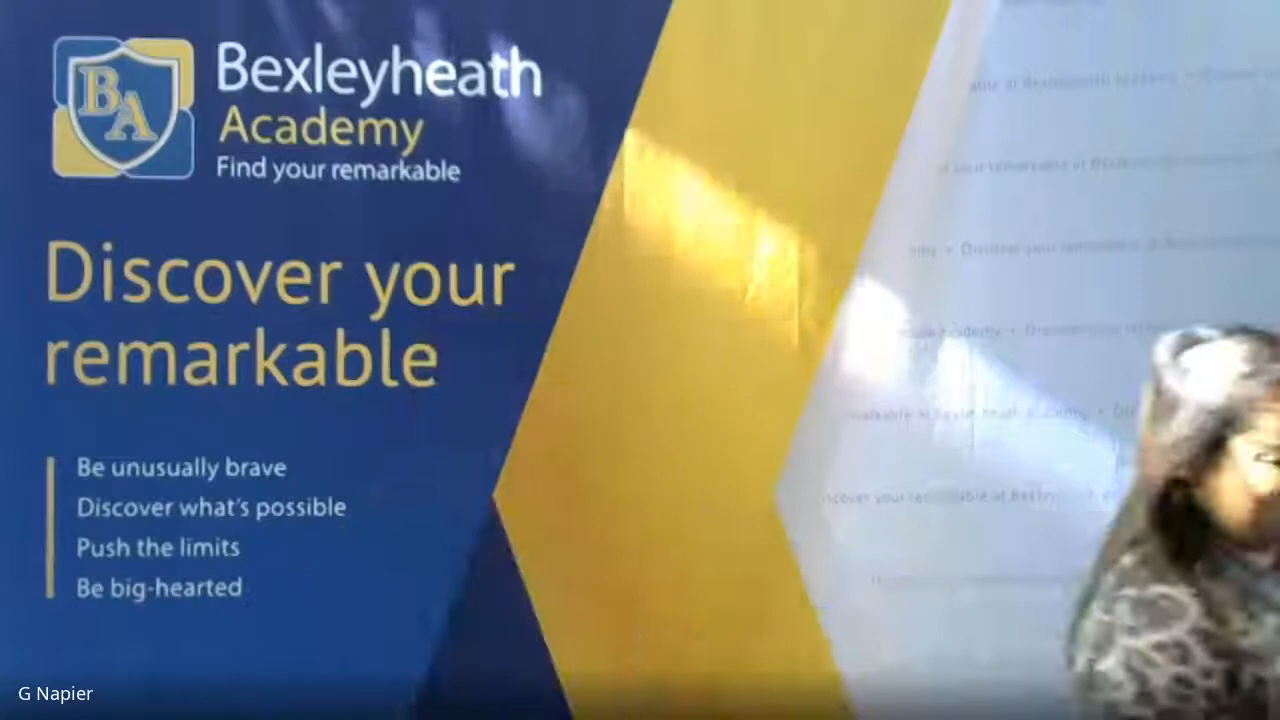 BA
Bexleyheath
Academy
Find your remarkable
Discover your
remarkable
Be unusually brave
Discover what's possible
Push the limits
Be big-hearted
G Napier